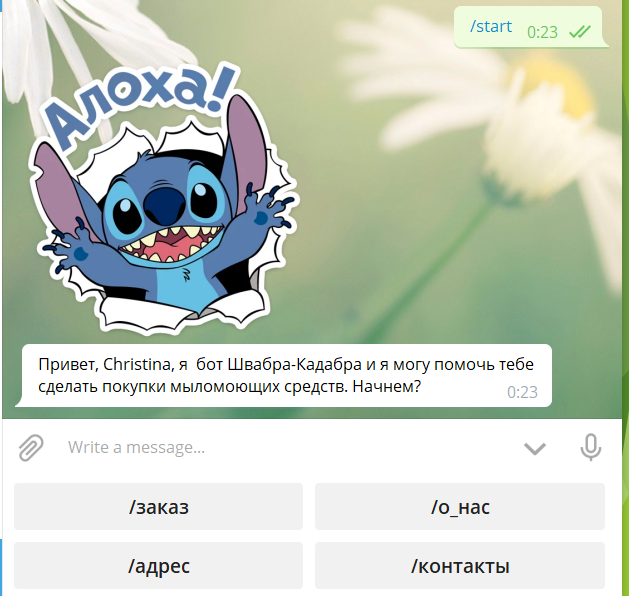 /start 0:23
Алоха!
Привет, Christina, я бот Швабра-Кадабра и я могу помочь тебе
сделать покупки мыломоющих средств. Начнем? 0:23
Write a message...
/заказ /о_нас
/адрес /контакты